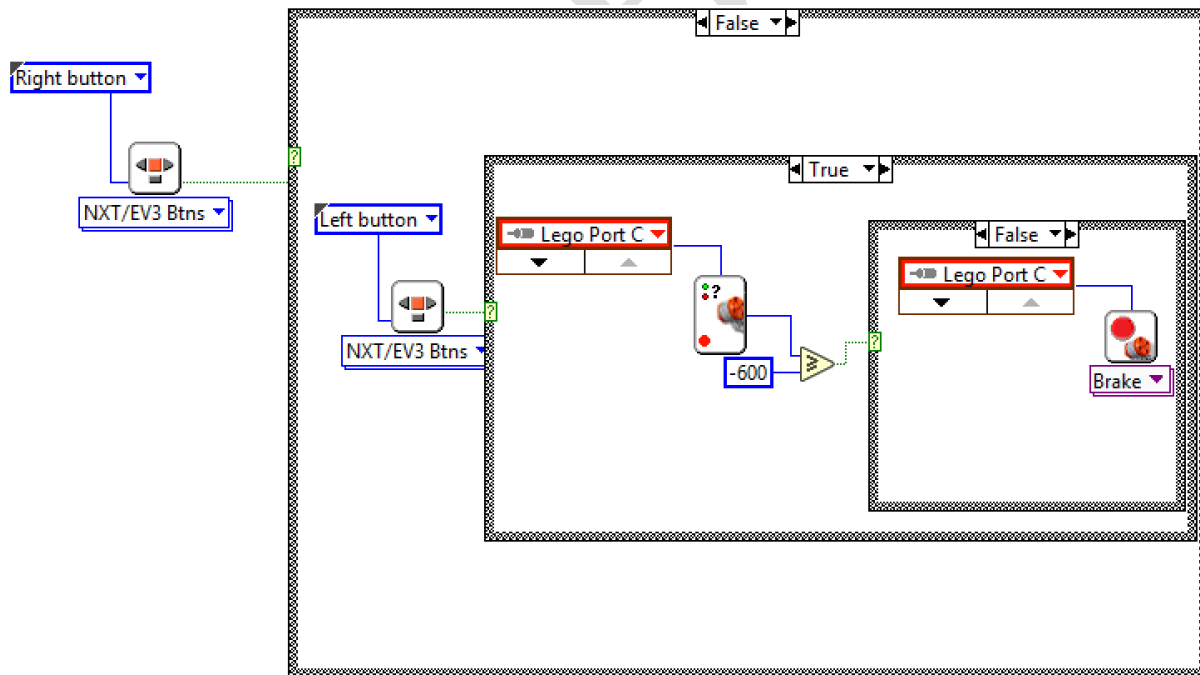 False
Right button
True
NXT/EV3 Btns
Left button
Lego Port C
False
Lego Port C
?
NXT/EV3 Btns
-600
Brake